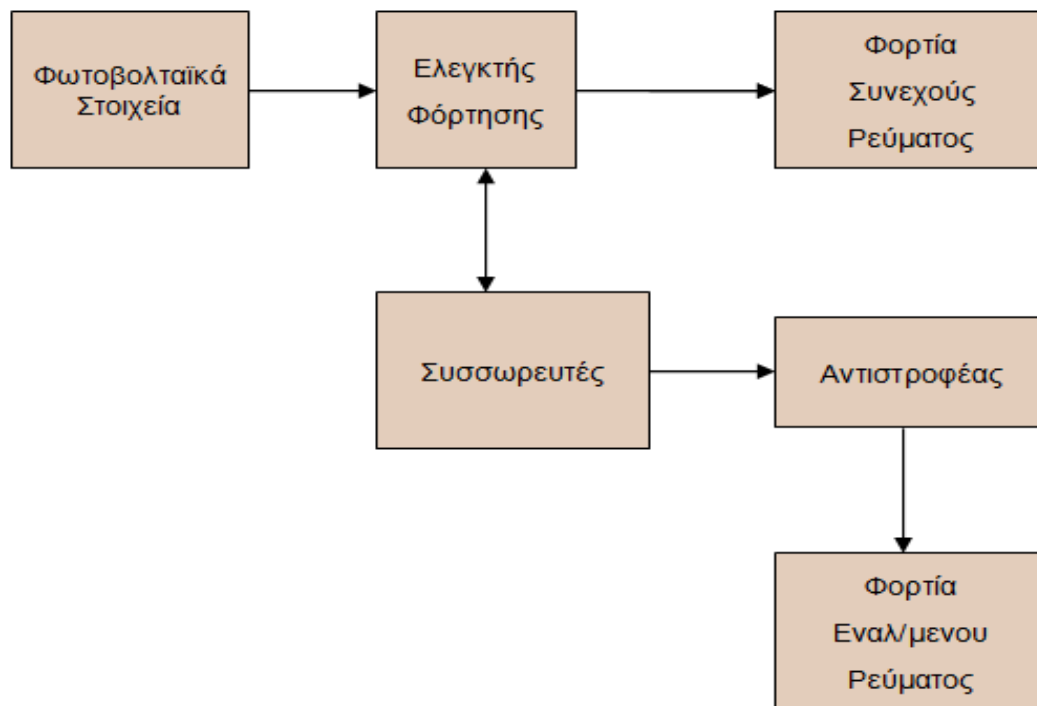 Φωτοβολταϊκά
Στοιχεία
Ελεγκτής
Φόρτησης
Φορτία
Συνεχούς
Ρεύματος
Συσσωρευτές
Αντιστροφέας
Φορτία
Εναλ/μενου
Ρεύματος